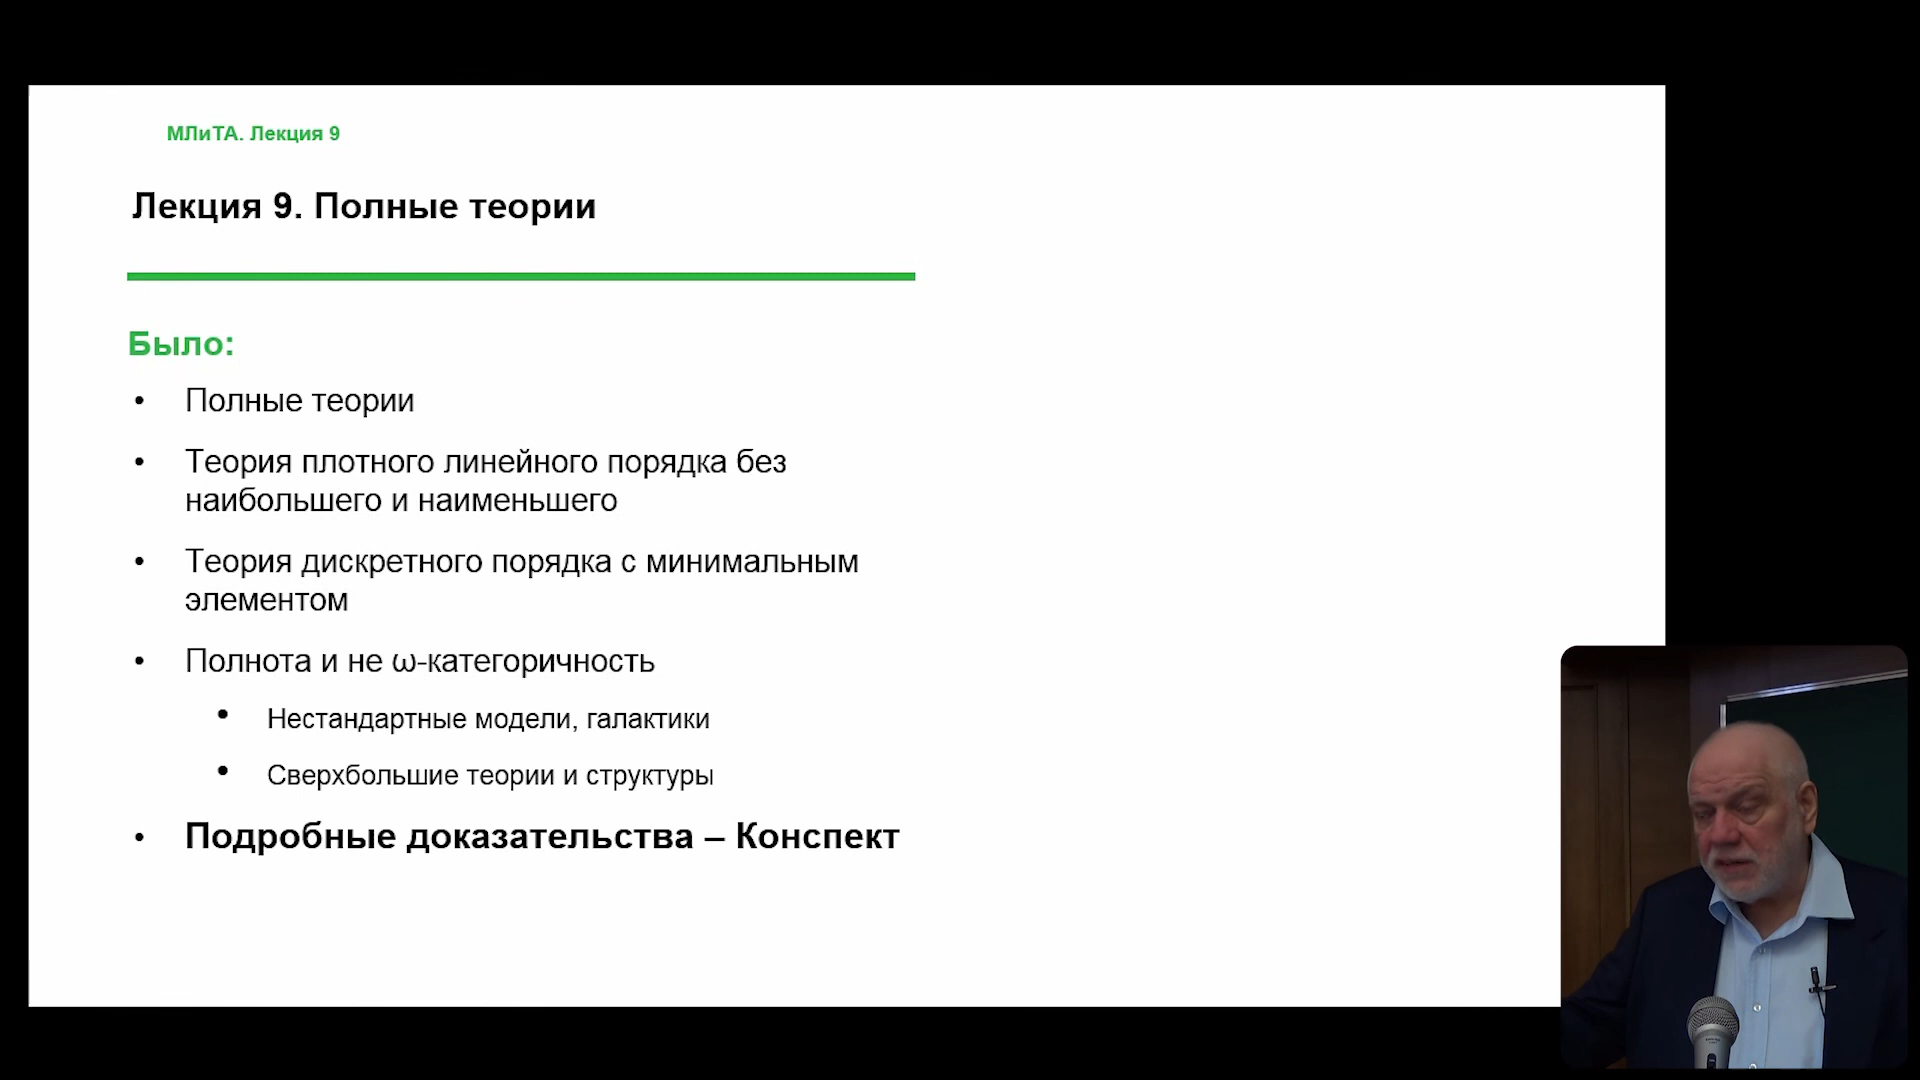 МЛиТА. Лекция 9
Лекция 9. Полные теории
Было:
• Полные теории
• Теория плотного линейного порядка без
наибольшего и наименьшего
• Теория дискретного порядка с минимальным
элементом
• Полнота и не ω-категоричность
• Нестандартные модели, галактики
• Сверхбольшие теории и структуры
• Подробные доказательства – Конспект